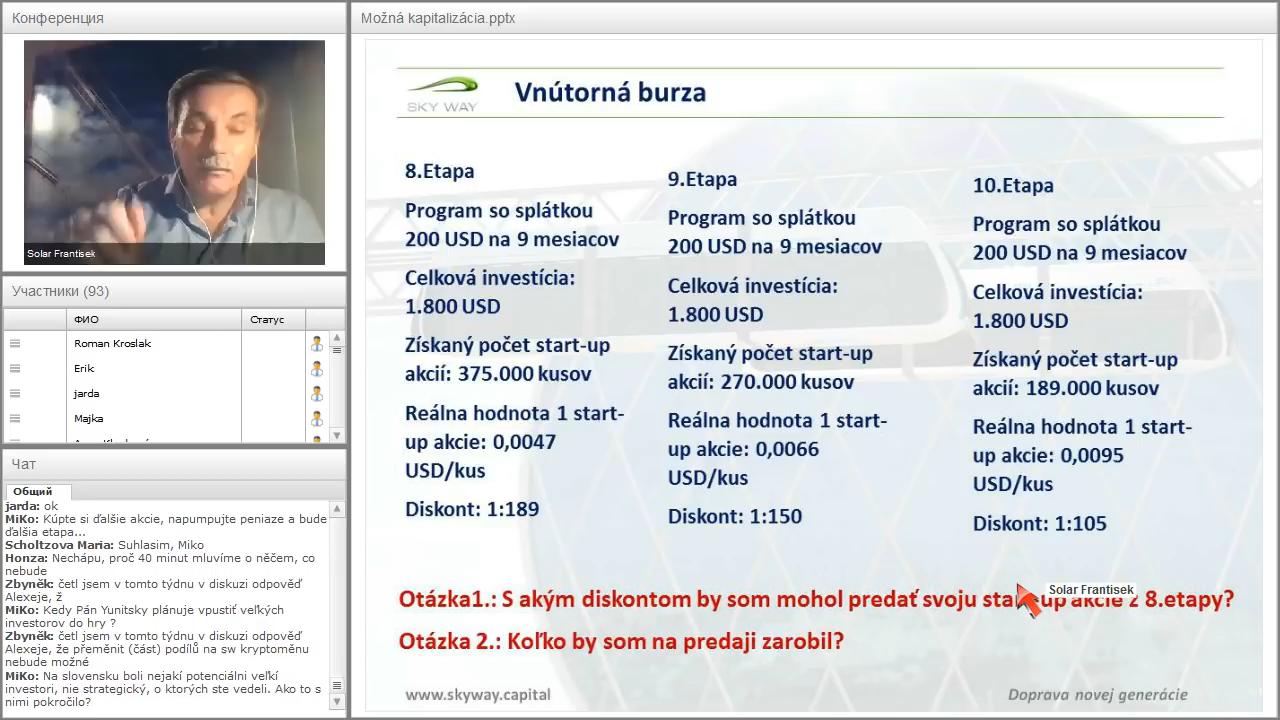 Конференция
Solar Frantisek
Участники (93)
ФИО
Статус
Roman Kroslak
Erik
jarda
Majka
Чат
Общий
jarda: ok
MiKo: Kúpte si ďalšie akcie, napumpujte peniaze a bude
ďalšia etapa...
Scholtzova Maria: Suhlasim, Miko
Honza: Nechápu, proč 40 minut mluvíme o něčem, co
nebude
Zbyněk: četl jsem v tomto týdnu v diskuzi odpověď
Alexeje, ž
MiKo: Kedy Pán Yunitsky plánuje vpustiť veľkých
investorov do hry ?
Zbyněk: četl jsem v tomto týdnu v diskuzi odpověď
Alexeje, že přeměnit (část) podílů na sw kryptoměnu
nebude možné
MiKo: Na slovensku boli nejakí potenciálni veľkí
investori, nie strategický, o ktorých ste vedeli. Ako to s
nimi pokročilo?
Možná kapitalizácia.pptx
SKY WAY
Vnútorná burza
8.Etapa
Program so splátkou
200 USD na 9 mesiacov
Celková investícia:
1.800 USD
Získaný počet start-up
akcií: 375.000 kusov
Reálna hodnota 1 start-
up akcie: 0,0047
USD/kus
Diskont: 1:189
9.Etapa
Program so splátkou
200 USD na 9 mesiacov
Celková investícia:
1.800 USD
Získaný počet start-up
akcií: 270.000 kusov
Reálna hodnota 1 start-
up akcie: 0,0066
USD/kus
Diskont: 1:150
10.Etapa
Program so splátkou
200 USD na 9 mesiacov
Celková investícia:
1.800 USD
Získaný počet start-up
akcií: 189.000 kusov
Reálna hodnota 1 start-
up akcie: 0,0095
USD/kus
Diskont: 1:105
Solar Frantisek
Otázka1.: S akým diskontom by som mohol predať svoju start-up akcie z 8.etapy?
Otázka 2.: Koľko by som na predaji zarobil?
www.skyway.capital
Doprava novej generácie